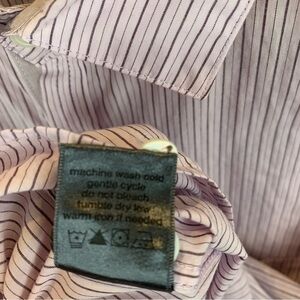 machine wash cold
gentle cycle
do not bleach
tumble dry low
warm iron if needed